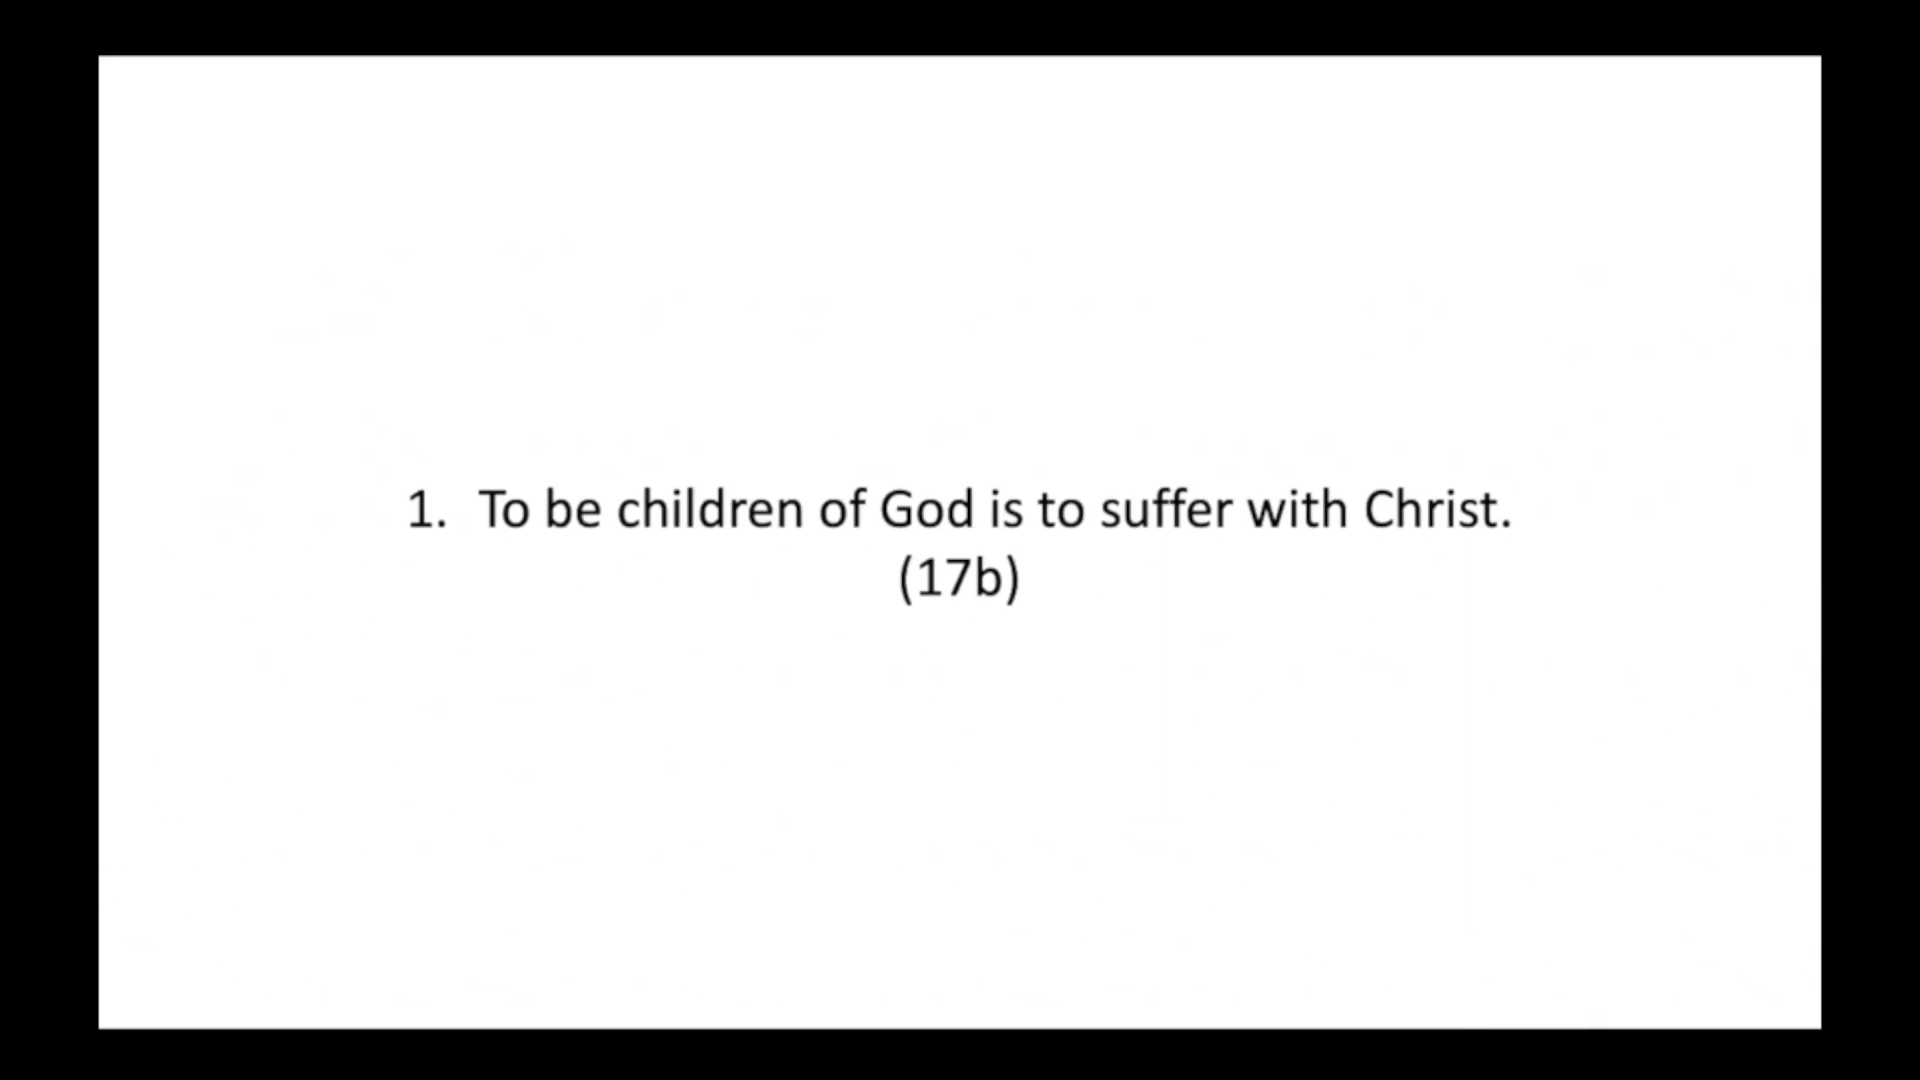 1. To be children of God is to suffer with Christ.
(17b)